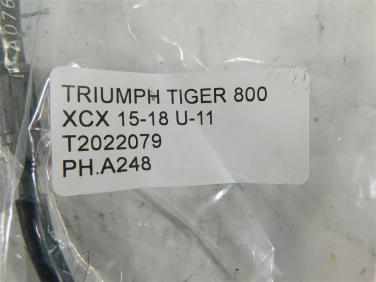 TRIUMPH TIGER 800
XCX 15-18 U-11
T2022079
PH.A248